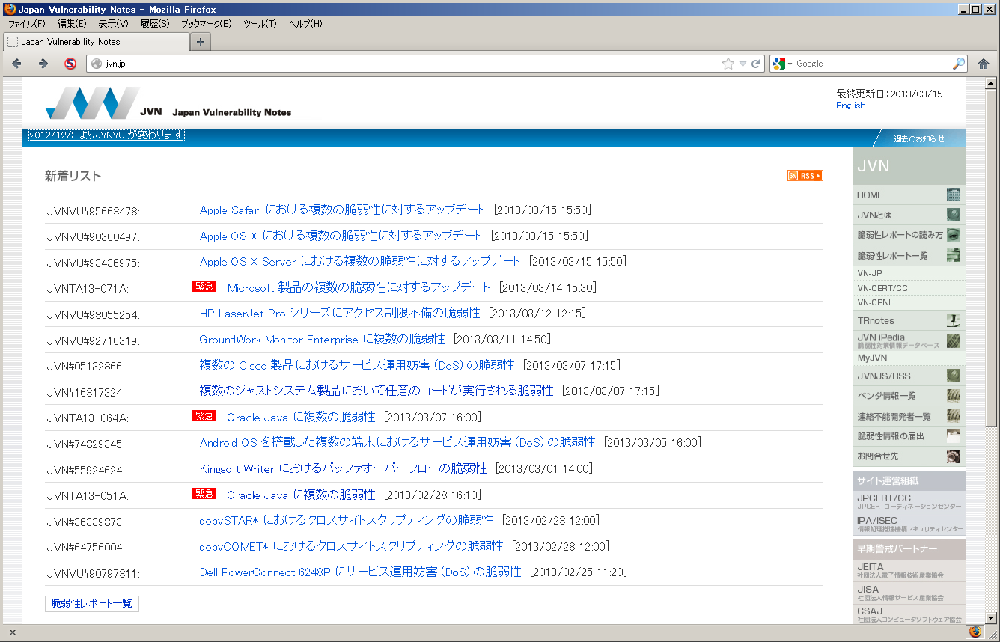 Japan Vulnerability Notes - Mozilla Firefox
ファイル(F) 編集(E) 表示(V) 履歴(S) ブックマーク(B) ツール(T) ヘルプ(H)
Japan Vulnerability Notes
jvn.jp
Google
JVN Japan Vulnerability Notes
最終更新日：2013/03/15
English
2012/12/3 よりJVNVU が変わります
過去のお知らせ
新着リスト
RSS
JVNVU#95668478: Apple Safari における複数の脆弱性に対するアップデート [2013/03/15 15:50]
JVNVU#90360497: Apple OS X における複数の脆弱性に対するアップデート [2013/03/15 15:50]
JVNVU#93436975: Apple OS X Server における複数の脆弱性に対するアップデート [2013/03/15 15:50]
JVNTA13-071A: 緊急 Microsoft 製品の複数の脆弱性に対するアップデート [2013/03/14 15:30]
JVNVU#98055254: HP LaserJet Pro シリーズにアクセス制限不備の脆弱性 [2013/03/12 12:15]
JVNVU#92716319: GroundWork Monitor Enterprise に複数の脆弱性 [2013/03/11 14:50]
JVN#05132866: 複数の Cisco 製品におけるサービス運用妨害 (DoS) の脆弱性 [2013/03/07 17:15]
JVN#16817324: 複数のジャストシステム製品において任意のコードが実行される脆弱性 [2013/03/07 17:15]
JVNTA13-064A: 緊急 Oracle Java に複数の脆弱性 [2013/03/07 16:00]
JVN#74829345: Android OS を搭載した複数の端末におけるサービス運用妨害 (DoS) の脆弱性 [2013/03/05 16:00]
JVN#55924624: Kingsoft Writer におけるバッファオーバーフローの脆弱性 [2013/03/01 14:00]
JVNTA13-051A: 緊急 Oracle Java に複数の脆弱性 [2013/02/28 16:10]
JVN#36339873: dopvSTAR* におけるクロスサイトスクリプティングの脆弱性 [2013/02/28 12:00]
JVN#64756004: dopvCOMET* におけるクロスサイトスクリプティングの脆弱性 [2013/02/28 12:00]
JVNVU#90797811: Dell PowerConnect 6248P にサービス運用妨害 (DoS) の脆弱性 [2013/02/25 11:20]
脆弱性レポート一覧
JVN
HOME
JVNとは
脆弱性レポートの読み方
脆弱性レポート一覧
VN-JP
VN-CERT/CC
VN-CPNI
TRnotes
JVN iPedia
脆弱性対策情報データベース
MyJVN
JVNJS/RSS
ベンダ情報一覧
連絡不能開発者一覧
脆弱性情報の届出
お問合せ先
サイト運営組織
JPCERT/CC
JPCERTコーディネーションセンター
IPA/ISEC
情報処理推進機構セキュリティセンター
早期警戒パートナー
JEITA
社団法人電子情報技術産業協会
JISA
社団法人情報サービス産業協会
CSAJ
社団法人コンピュータソフトウェア協会